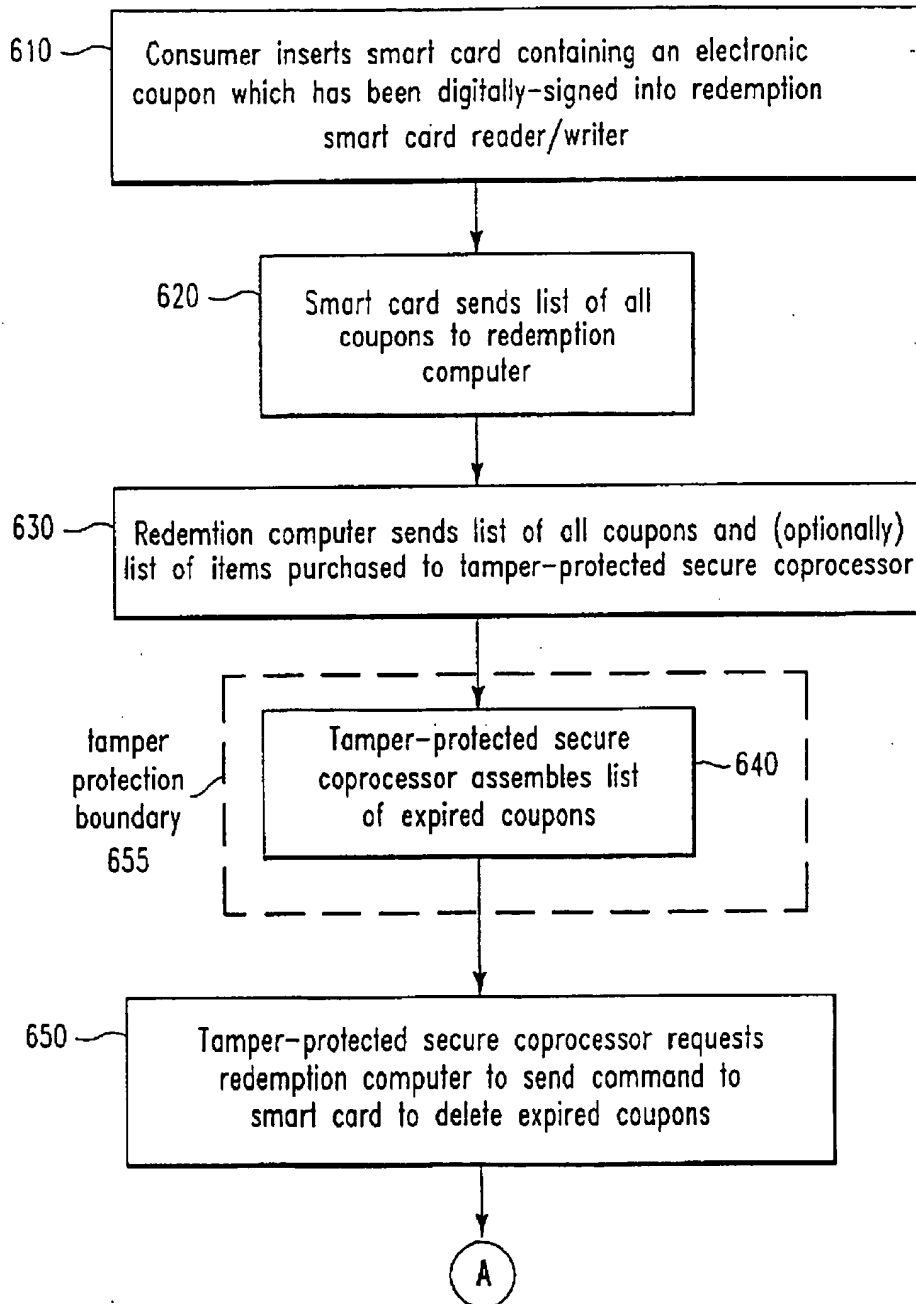 610
Consumer inserts smart card containing an electronic
coupon which has been digitally-signed into redemption
smart card reader/writer
620
Smart card sends list of all
coupons to redemption
computer
630
Redemtion computer sends list of all coupons and (optionally)
list of items purchased to tamper-protected secure coprocessor
tamper
protection
boundary
655
Tamper-protected secure
coprocessor assembles list
of expired coupons
640
650
Tamper-protected secure coprocessor requests
redemption computer to send command to
smart card to delete expired coupons
A